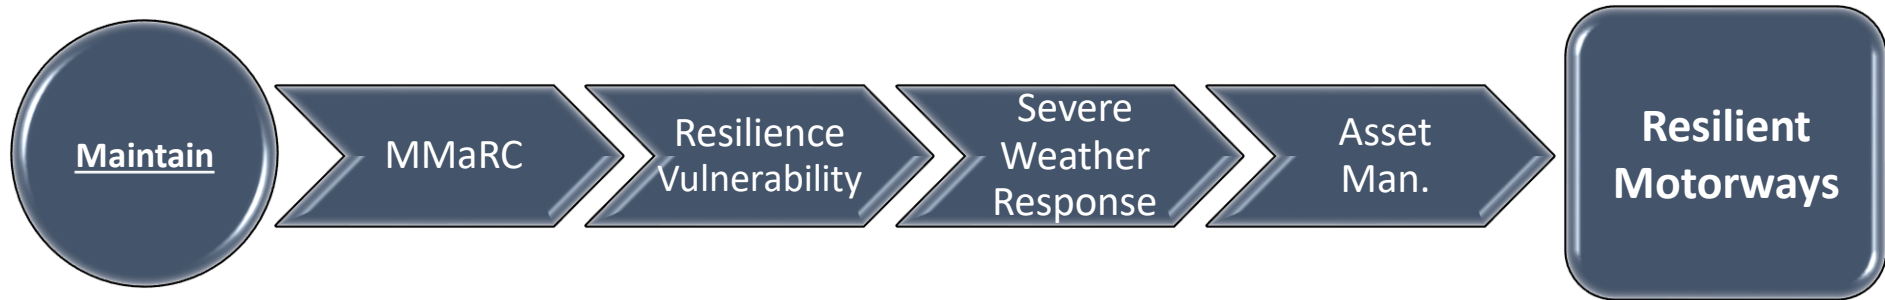 Maintain
MMaRC
Resilience
Vulnerability
Severe
Weather
Response
Asset
Man.
Resilient
Motorways